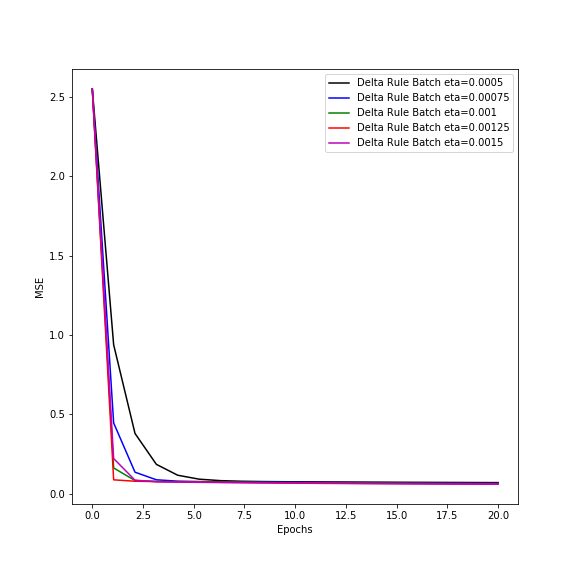 Delta Rule Batch eta=0.0005
Delta Rule Batch eta=0.00075
Delta Rule Batch eta=0.001
Delta Rule Batch eta=0.00125
Delta Rule Batch eta=0.0015
2.5
2.0
1.5
1.0
0.5
0.0
MSE
0.0 2.5 5.0 7.5 10.0 12.5 15.0 17.5 20.0
Epochs